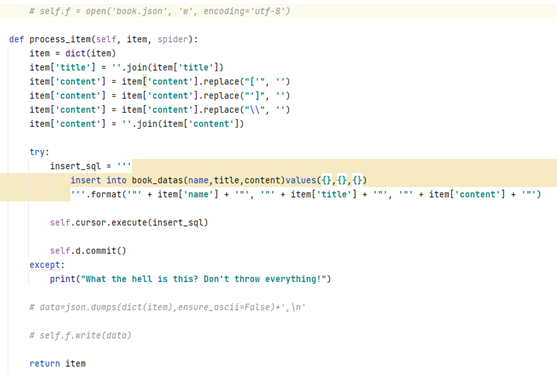 # self.f = open('book.json', 'w', encoding='utf-8')
def process_item(self, item, spider):
item = dict(item)
item['title'] = ''.join(item['title'])
item['content'] = item['content'].replace("['", '')
item['content'] = item['content'].replace("']", '')
item['content'] = item['content'].replace("\\", '')
item['content'] = ''.join(item['content'])
try:
insert_sql = '''
insert into book_datas(name,title,content)values({},{},{})
'''.format('"' + item['name'] + '"', '"' + item['title'] + '"', '"' + item['content'] + '"')
self.cursor.execute(insert_sql)
self.d.commit()
except:
print("What the hell is this? Don't throw everything!")
# data=json.dumps(dict(item),ensure_ascii=False)+',\n'
# self.f.write(data)
return item